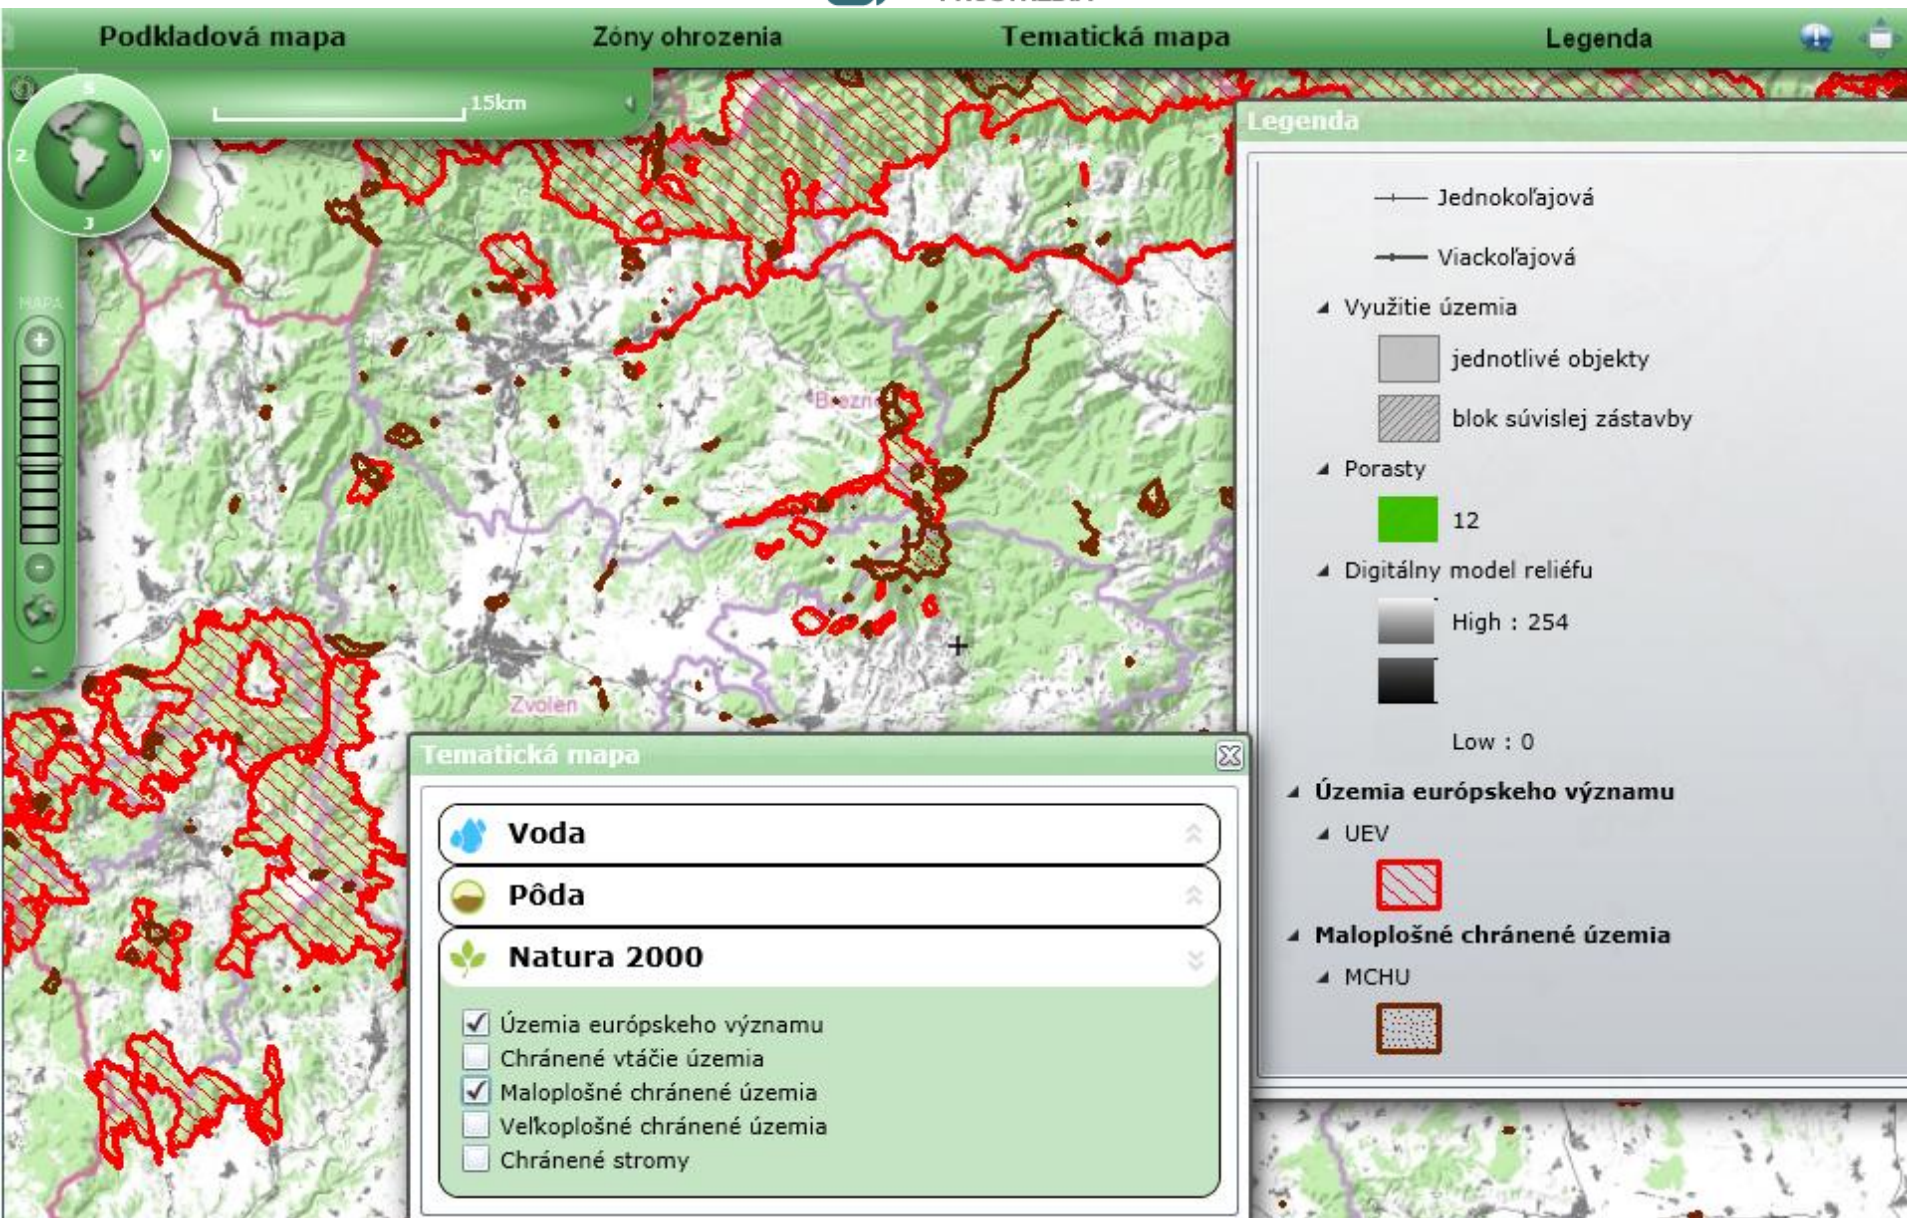 Podkladová mapa
Zóny ohrozenia
Tematická mapa
Legenda
15km
S
Z
V
J
MAPA
Brezn
Zvolen
Legenda
Jednokoľajová
Viackoľajová
Využitie územia
jednotlivé objekty
blok súvislej zástavby
Porasty
12
Digitálny model reliéfu
High : 254
Low : 0
Územia európskeho významu
UEV
Maloplošné chránené územia
MCHU
Tematická mapa
Voda
Pôda
Natura 2000
Územia európskeho významu
Chránené vtáčie územia
Maloplošné chránené územia
Veľkoplošné chránené územia
Chránené stromy